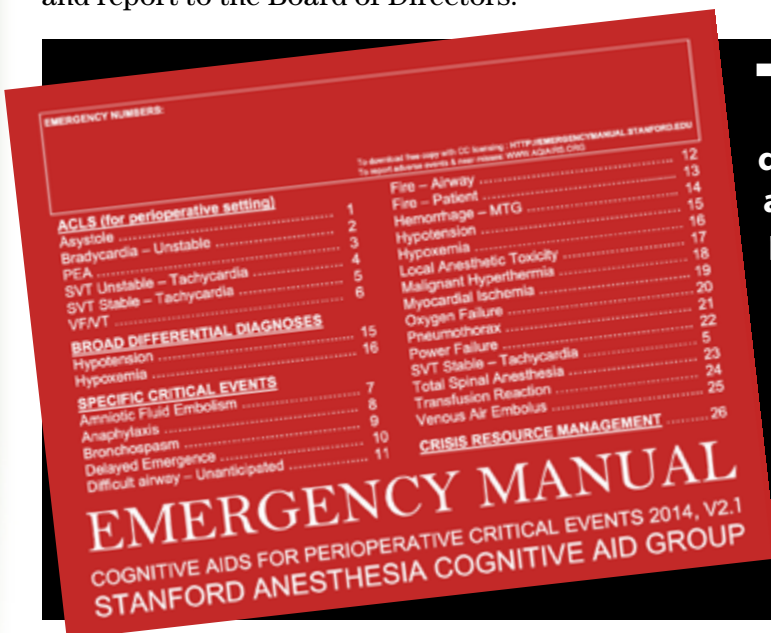 and report to the Board of Directors.
EMERGENCY NUMBERS:
To download free copy with CC licensing : HTTP://EMERGENCYMANUAL.STANFORD.EDU
To report adverse events & near misses: WWW.AQIAIRS.ORG
ACLS (for perioperative setting)
Asystole ........ 1
Bradycardia – Unstable ........ 2
PEA ........ 3
SVT Unstable – Tachycardia ........ 4
SVT Stable – Tachycardia ........ 5
VF/VT ........ 6
BROAD DIFFERENTIAL DIAGNOSES
Hypotension ........ 15
Hypoxemia ........ 16
SPECIFIC CRITICAL EVENTS
Amniotic Fluid Embolism ........ 7
Anaphylaxis ........ 8
Bronchospasm ........ 9
Delayed Emergence ........ 10
Difficult airway – Unanticipated ........ 11
Fire – Airway ........ 12
Fire – Patient ........ 13
Hemorrhage – MTG ........ 14
Hypotension ........ 15
Hypoxemia ........ 16
Local Anesthetic Toxicity ........ 17
Malignant Hyperthermia ........ 18
Myocardial Ischemia ........ 19
Oxygen Failure ........ 20
Pneumothorax ........ 21
Power Failure ........ 22
SVT Stable – Tachycardia ........ 5
Total Spinal Anesthesia ........ 23
Transfusion Reaction ........ 24
Venous Air Embolus ........ 25
CRISIS RESOURCE MANAGEMENT ........ 26
EMERGENCY MANUAL
COGNITIVE AIDS FOR PERIOPERATIVE CRITICAL EVENTS 2014, V2.1
STANFORD ANESTHESIA COGNITIVE AID GROUP